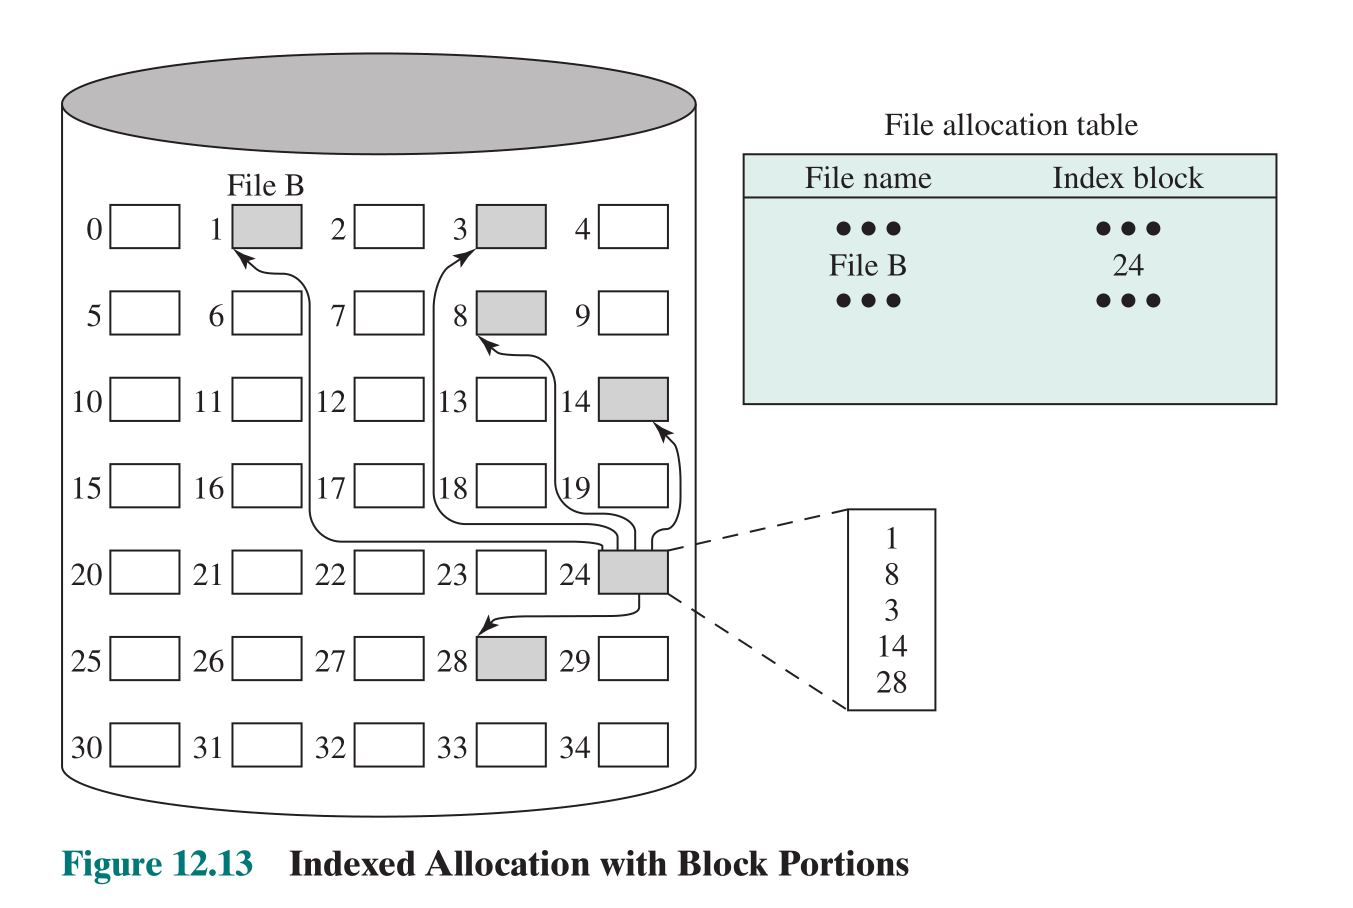 File allocation table
File name Index block
••• •••
File B 24
••• •••
File B
0 1 2 3 4
5 6 7 8 9
10 11 12 13 14
15 16 17 18 19
20 21 22 23 24
25 26 27 28 29
30 31 32 33 34
1
8
3
14
28
Figure 12.13 Indexed Allocation with Block Portions